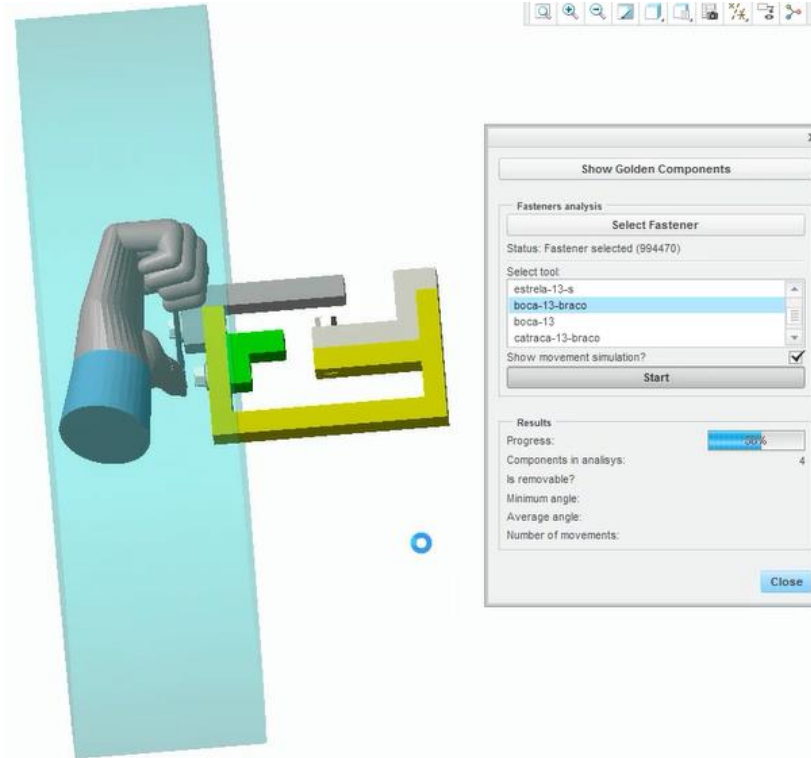 Show Golden Components
Fasteners analysis
Select Fastener
Status: Fastener selected (994470)
Select tool:
estrela-13-s
boca-13-braco
boca-13
catraca-13-braco
Show movement simulation?
Start
Results
Progress:
Components in analisys: 4
Is removable?
Minimum angle:
Average angle:
Number of movements:
Close